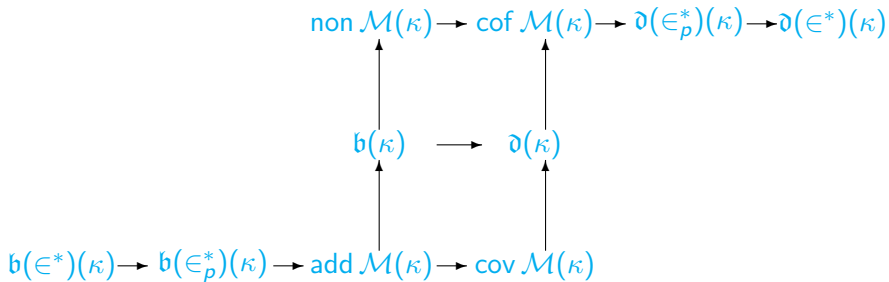 non ℳ(κ) → cof ℳ(κ) → 𝔡(∈*ₚ)(κ) → 𝔡(∈*)(κ)
𝔟(κ) → 𝔡(κ)
𝔟(∈*)(κ) → 𝔟(∈*ₚ)(κ) → add ℳ(κ) → cov ℳ(κ)